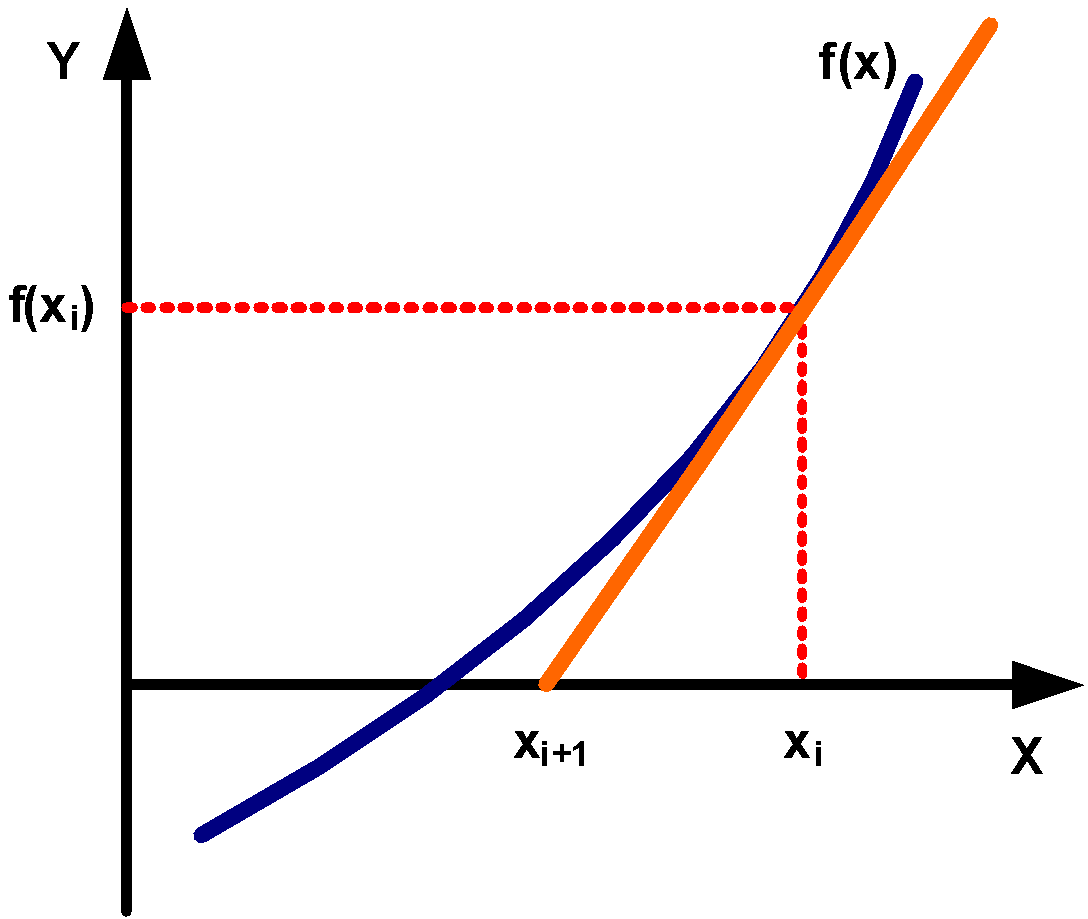 Y
f(x)
f(xᵢ)
xᵢ₊₁
xᵢ
X